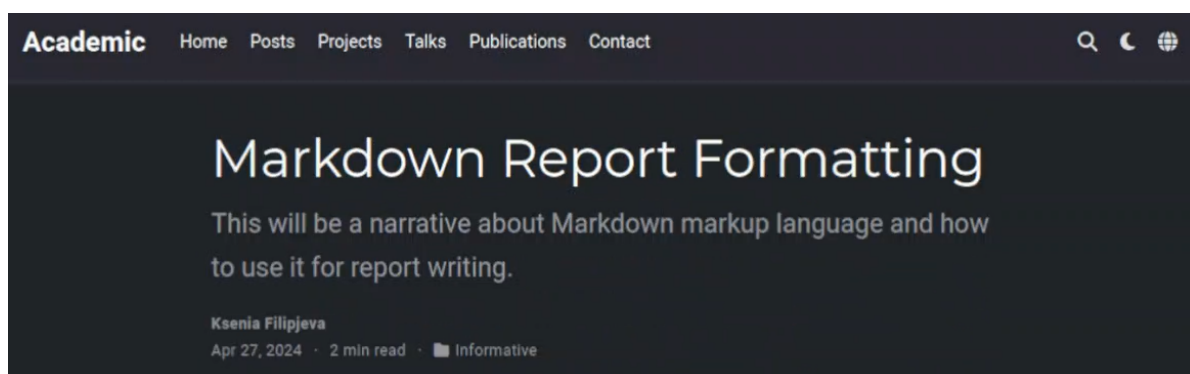 Academic Home Posts Projects Talks Publications Contact
Markdown Report Formatting
This will be a narrative about Markdown markup language and how
to use it for report writing.
Ksenia Filipjeva
Apr 27, 2024 · 2 min read · Informative